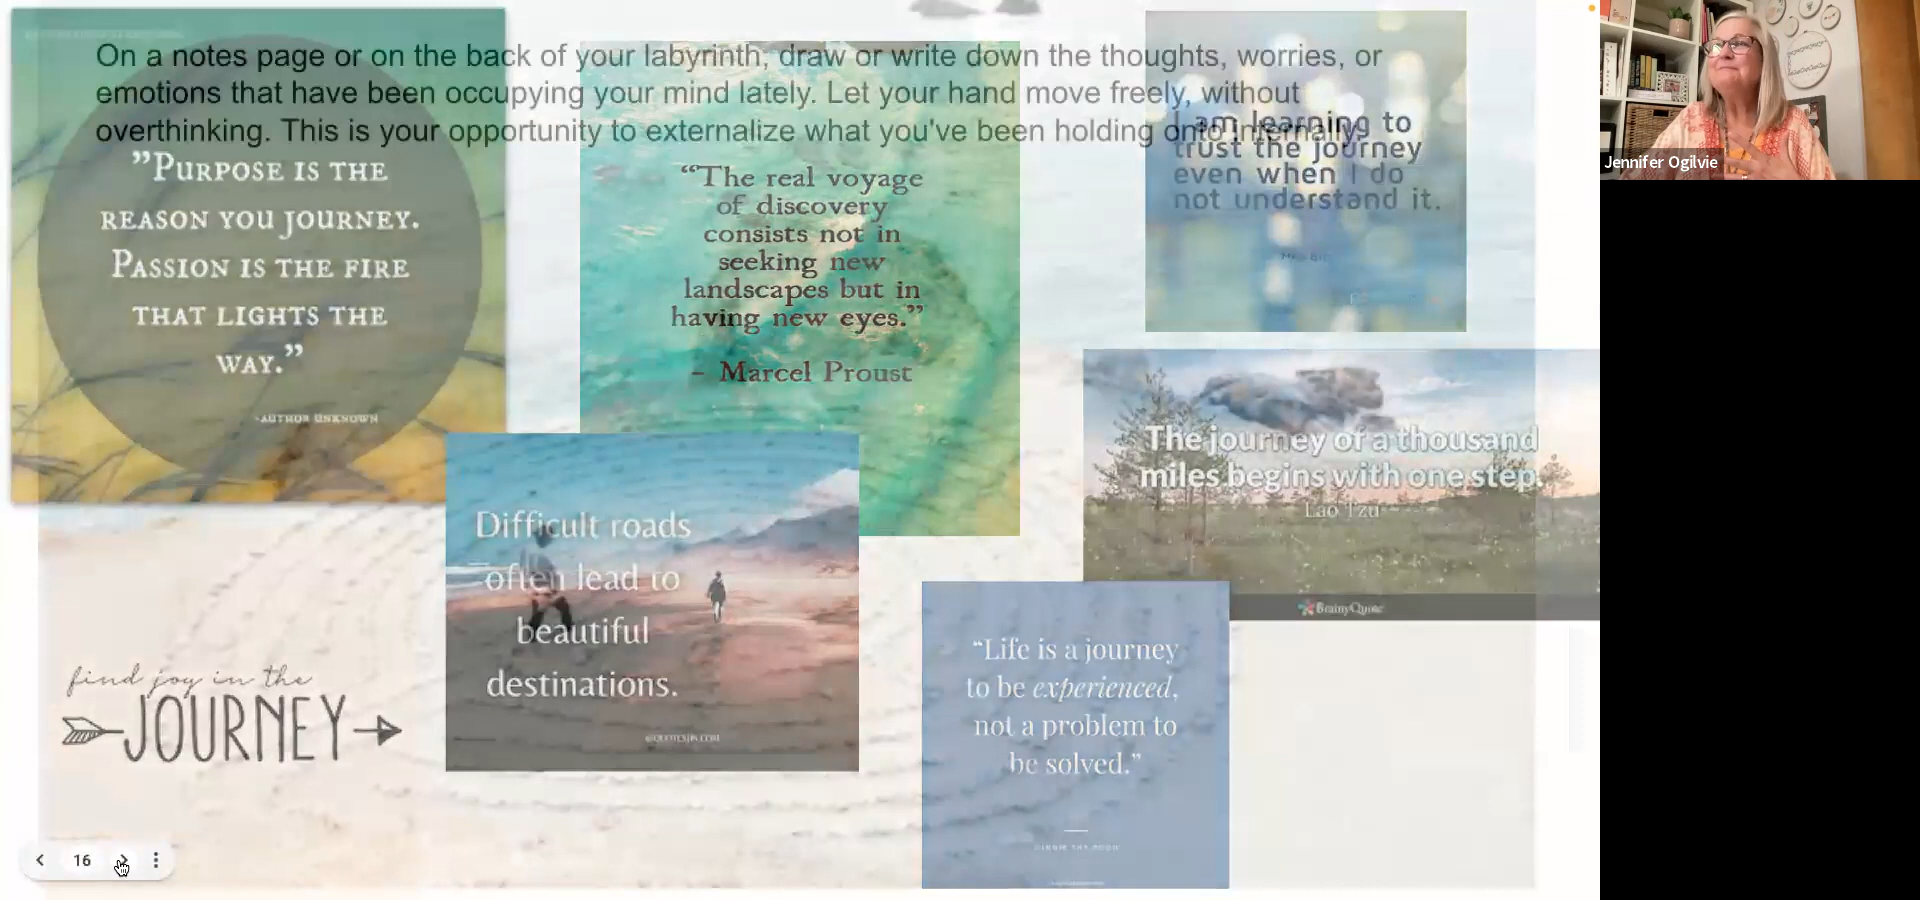 On a notes page or on the back of your labyrinth, draw or write down the thoughts, worries, or
emotions that have been occupying your mind lately. Let your hand move freely, without
overthinking. This is your opportunity to externalize what you've been holding onto internally.
”Purpose is the
reason you journey.
Passion is the fire
that lights the
way.”
-Author Unknown
“The real voyage
of discovery
consists not in
seeking new
landscapes but in
having new eyes.”
- Marcel Proust
I am learning to
trust the journey
even when I do
not understand it.
The journey of a thousand
miles begins with one step.
Lao Tzu
BrainyQuote
Difficult roads
often lead to
beautiful
destinations.
“Life is a journey
to be experienced,
not a problem to
be solved.”
find joy in the
JOURNEY
16
Jennifer Ogilvie